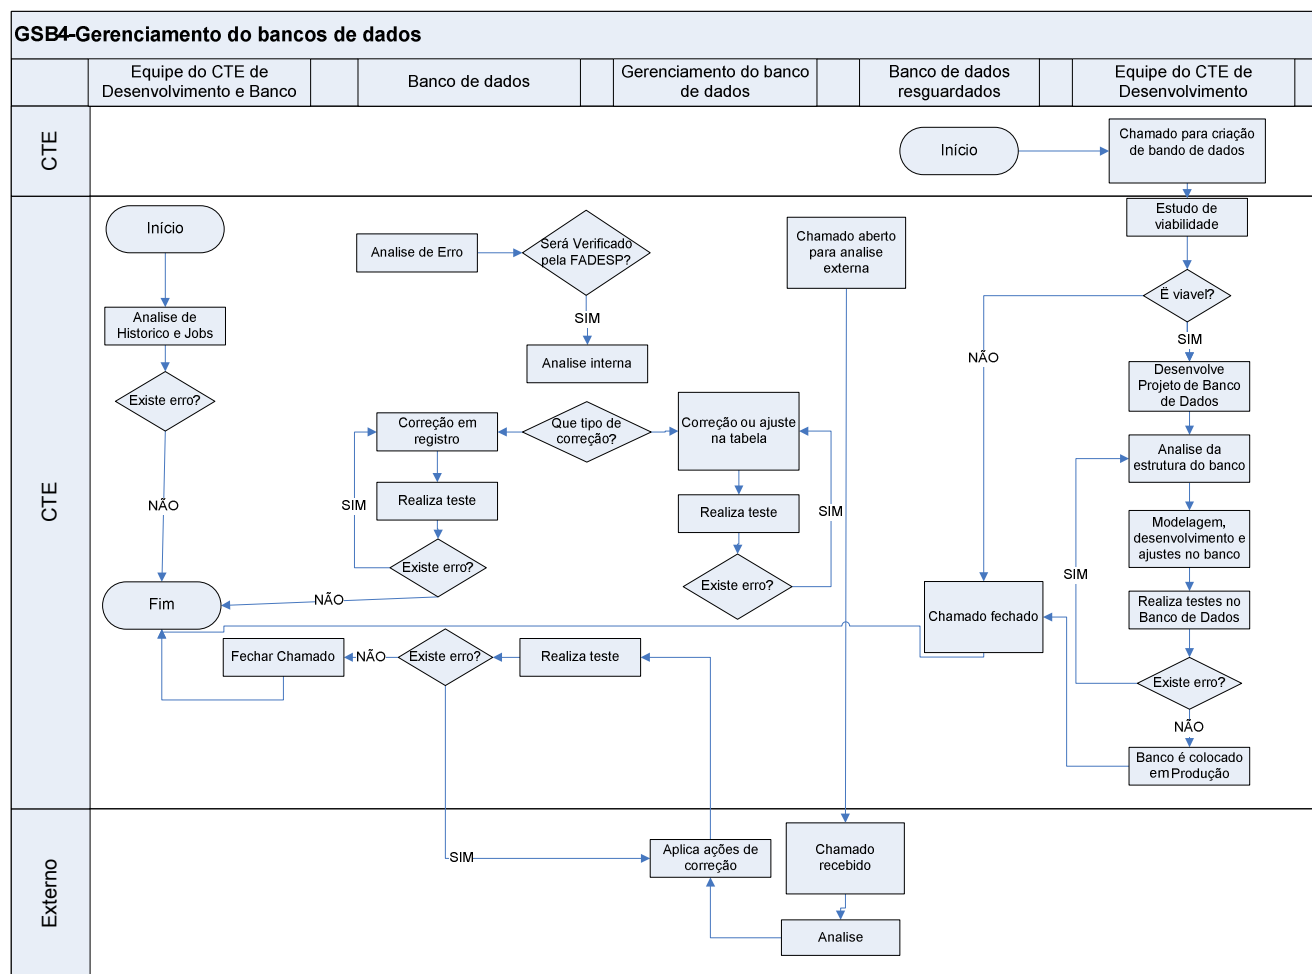 GSB4-Gerenciamento do bancos de dados
Equipe do CTE de
Desenvolvimento e Banco
Banco de dados
Gerenciamento do banco
de dados
Banco de dados
resguardados
Equipe do CTE de
Desenvolvimento
CTE
Início
Chamado para criação
de bando de dados
CTE
Início
Analise de Erro
Será Verificado
pela FADESP?
Chamado aberto
para analise
externa
Estudo de
viabilidade
Ë viavel?
Analise de
Historico e Jobs
SIM
SIM
NÃO
Analise interna
Desenvolve
Projeto de Banco
de Dados
Existe erro?
Correção em
registro
Que tipo de
correção?
Correção ou ajuste
na tabela
Analise da
estrutura do banco
NÃO
SIM
Realiza teste
Realiza teste
SIM
Modelagem,
desenvolvimento e
ajustes no banco
Existe erro?
Existe erro?
SIM
Fim
NÃO
Chamado fechado
Realiza testes no
Banco de Dados
Fechar Chamado
NÃO
Existe erro?
Realiza teste
Existe erro?
NÃO
Banco é colocado
em Produção
Externo
SIM
Aplica ações de
correção
Chamado
recebido
Analise